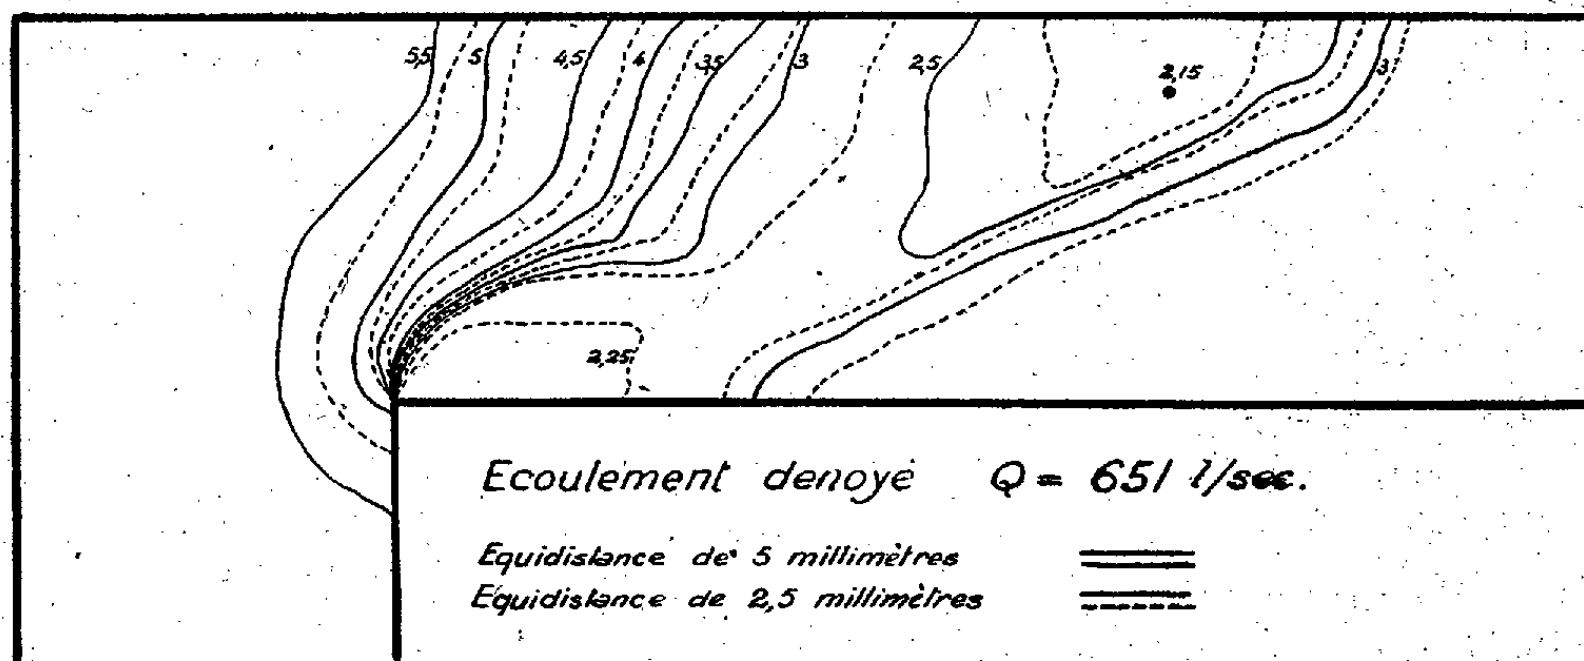 5,5 5 4,5 4 3,5 3 2,5 2,15 3
2,25
Ecoulement denoyé Q = 651 l/sec.
Equidistance de 5 millimètres
Equidistance de 2,5 millimètres